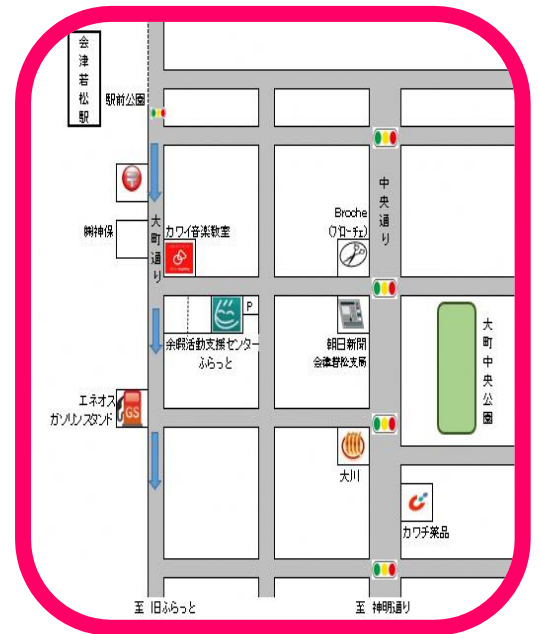 会津若松駅
駅前公園
中央通り
大町通り
㈱神保
カワイ音楽教室
Broche
(ブローチェ)
P
余暇活動支援センター
ふらっと
朝日新聞
会津若松支局
大町中央公園
エネオス
ガソリンスタンド
GS
大川
カワチ薬品
至 旧ふらっと
至 神明通り